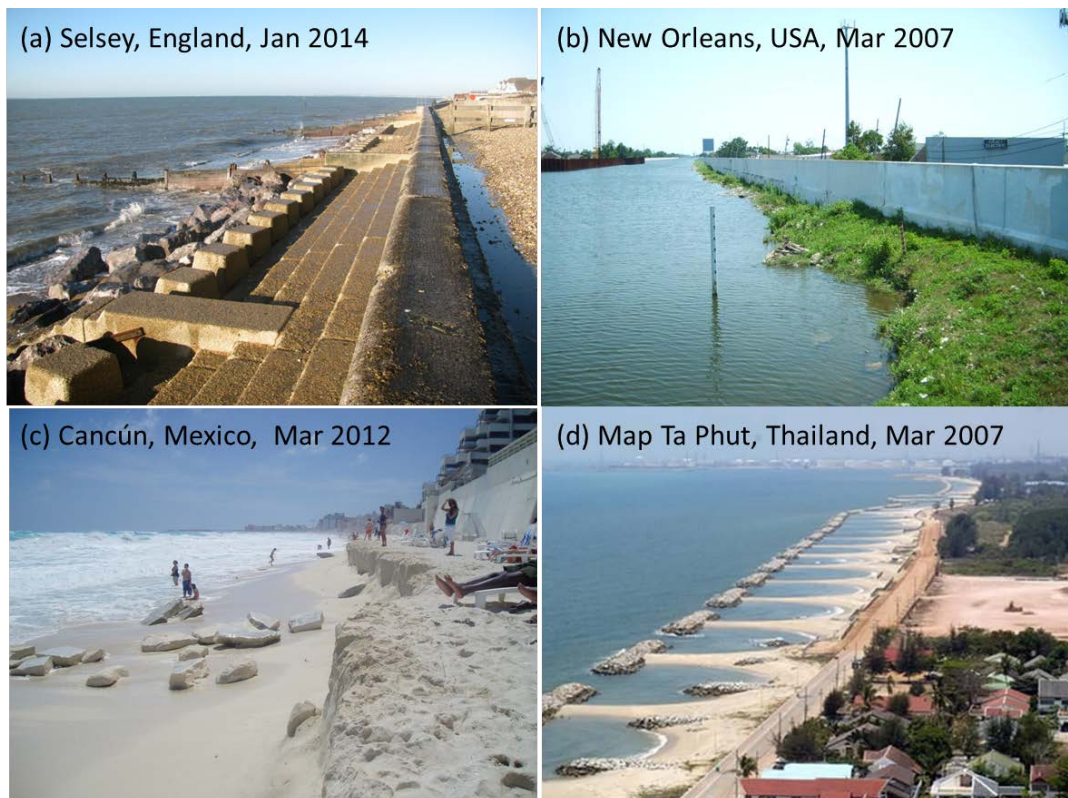 (a) Selsey, England, Jan 2014
(b) New Orleans, USA, Mar 2007
(c) Cancún, Mexico,  Mar 2012
(d) Map Ta Phut, Thailand, Mar 2007